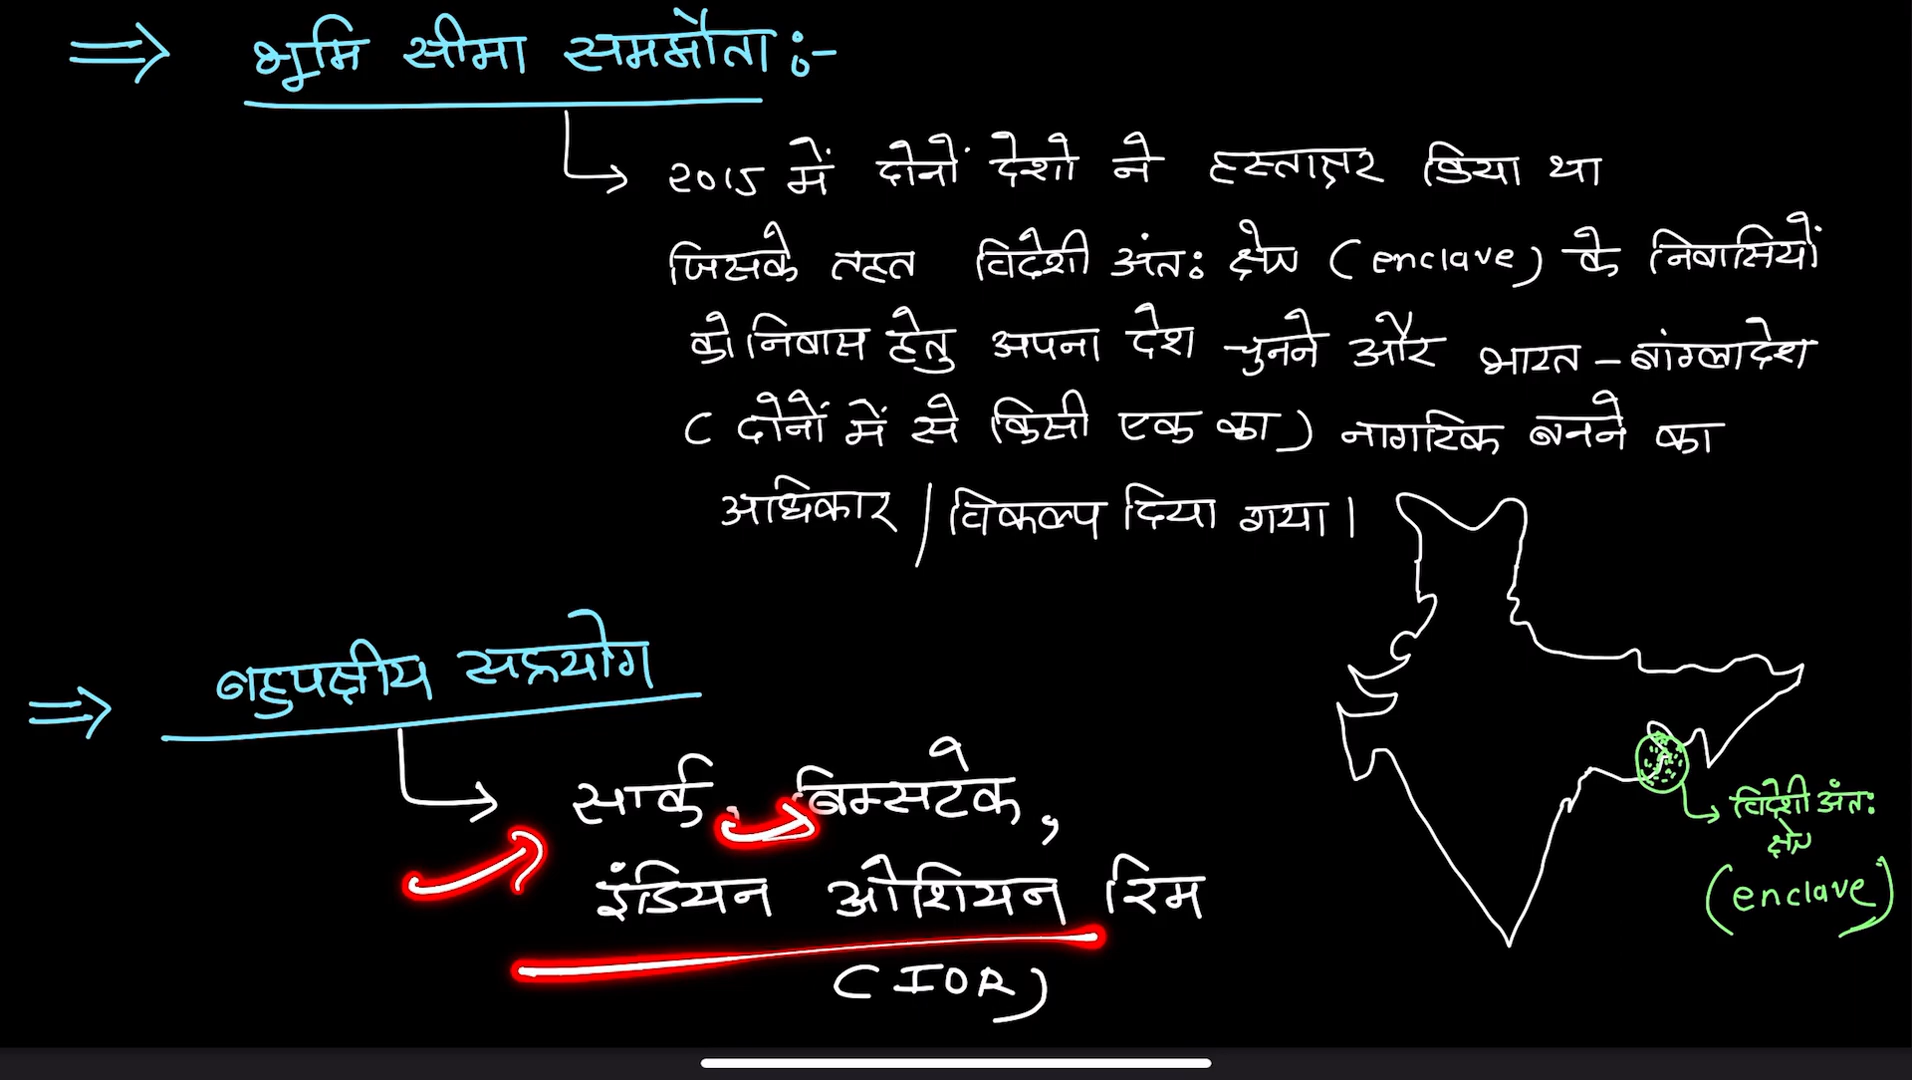 ⇒ भूमि सीमा समझौता :-
२०15 में दोनों देशो ने हस्ताक्षर किया था
जिसके तहत विदेशी अंत: क्षेत्र (enclave) के निवासियों
को निवास हेतु अपना देश चुनने और भारत - बांग्लादेश
( दोनों में से किसी एक का ) नागरिक बनने का
अधिकार / विकल्प दिया गया ।
⇒ बहुपक्षीय सहयोग
सार्क, बिम्सटेक,
इंडियन ओशियन रिम
(IOR)
विदेशी अंत:
क्षेत्र
(enclave)